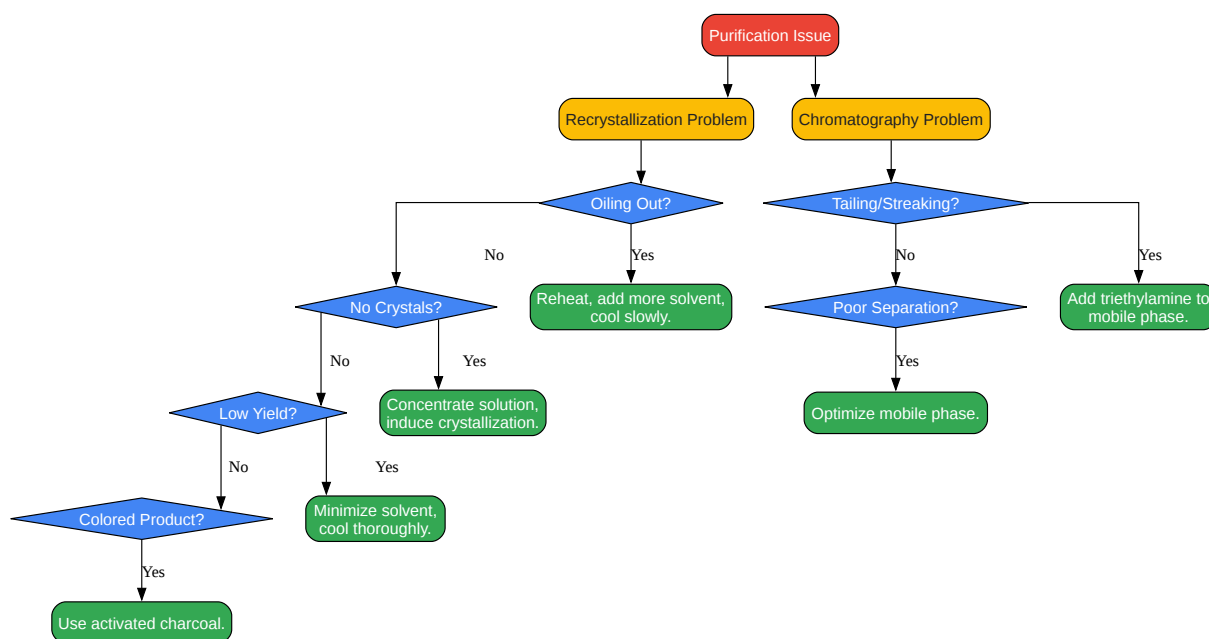 Purification Issue
Recrystallization Problem
Chromatography Problem
Oiling Out?
Tailing/Streaking?
No
Yes
No
Yes
No Crystals?
Reheat, add more solvent,
cool slowly.
Poor Separation?
Add triethylamine to
mobile phase.
No
Yes
Yes
Low Yield?
Concentrate solution,
induce crystallization.
Optimize mobile phase.
No
Yes
Colored Product?
Minimize solvent,
cool thoroughly.
Yes
Use activated charcoal.